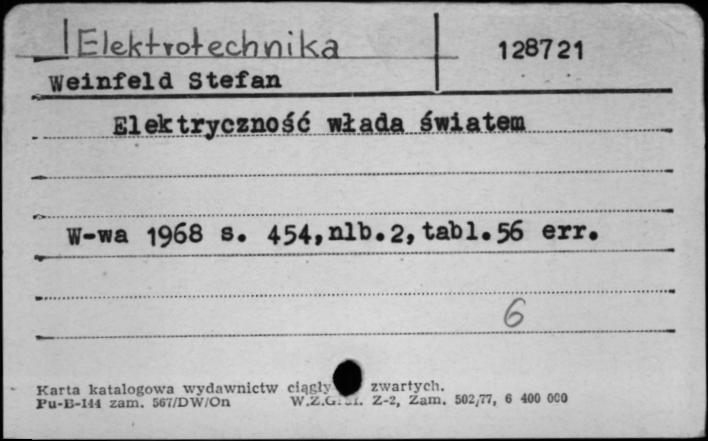 Elektrotechnika 128721
Weinfeld Stefan
Elektryczność włada światem
W-wa 1968 s. 454,nlb.2,tabl.56 err.
6
Karta katalogowa wydawnictw ciągły zwartych.
Pu-B-144 zam. 567/DW/On W.Z.Graf. Z-2, Zam. 502/77, 6 400 000